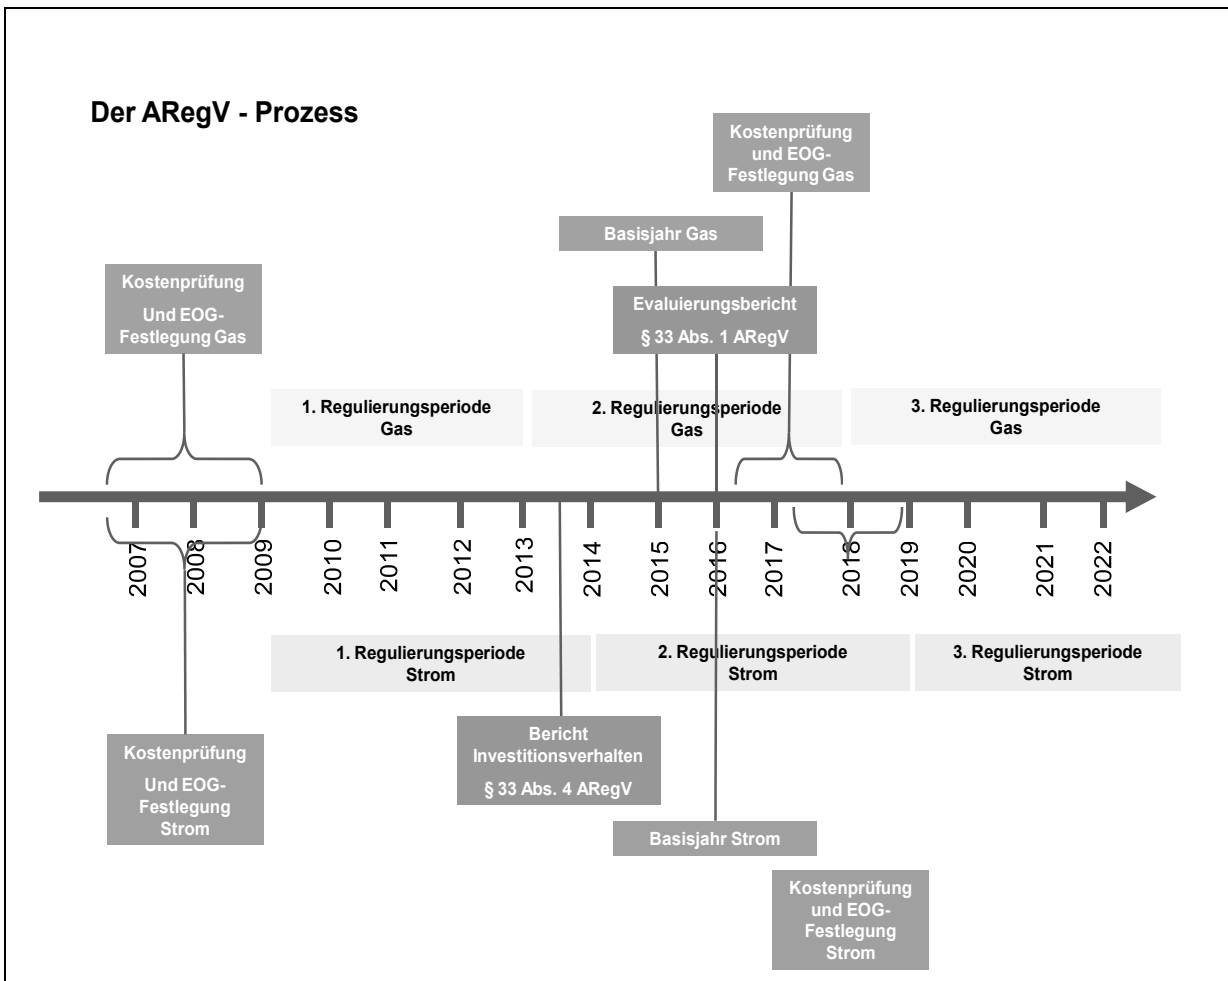 Der ARegV - Prozess
Kostenprüfung
und EOG-
Festlegung Gas
Basisjahr Gas
Kostenprüfung
Und EOG-
Festlegung Gas
Evaluierungsbericht
§ 33 Abs. 1 ARegV
1. Regulierungsperiode
Gas
2. Regulierungsperiode
Gas
3. Regulierungsperiode
Gas
2007
2008
2009
2010
2011
2012
2013
2014
2015
2016
2017
2018
2019
2020
2021
2022
1. Regulierungsperiode
Strom
2. Regulierungsperiode
Strom
3. Regulierungsperiode
Strom
Kostenprüfung
Und EOG-
Festlegung
Strom
Bericht
Investitionsverhalten
§ 33 Abs. 4 ARegV
Basisjahr Strom
Kostenprüfung
und EOG-
Festlegung
Strom